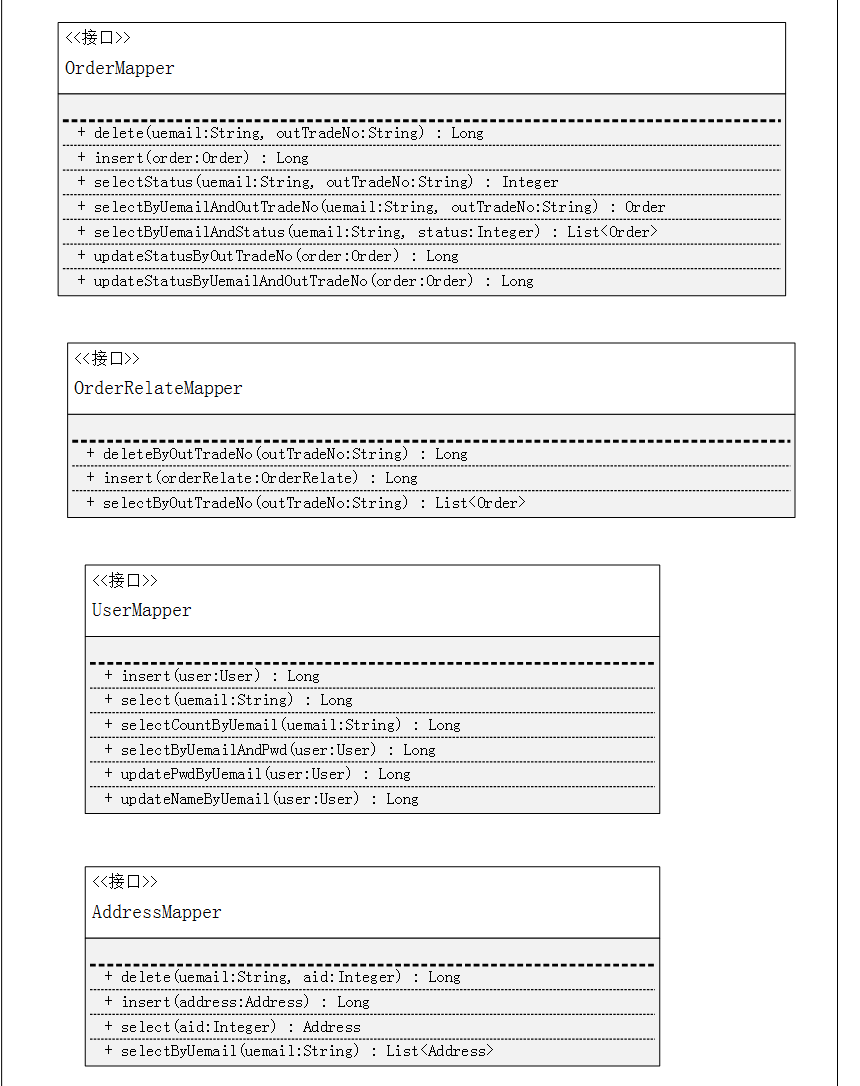 <<接口>>
OrderMapper
+ delete(uemail:String, outTradeNo:String) : Long
+ insert(order:Order) : Long
+ selectStatus(uemail:String, outTradeNo:String) : Integer
+ selectByUemailAndOutTradeNo(uemail:String, outTradeNo:String) : Order
+ selectByUemailAndStatus(uemail:String, status:Integer) : List<Order>
+ updateStatusByOutTradeNo(order:Order) : Long
+ updateStatusByUemailAndOutTradeNo(order:Order) : Long
<<接口>>
OrderRelateMapper
+ deleteByOutTradeNo(outTradeNo:String) : Long
+ insert(orderRelate:OrderRelate) : Long
+ selectByOutTradeNo(outTradeNo:String) : List<Order>
<<接口>>
UserMapper
+ insert(user:User) : Long
+ select(uemail:String) : Long
+ selectCountByUemail(uemail:String) : Long
+ selectByUemailAndPwd(user:User) : Long
+ updatePwdByUemail(user:User) : Long
+ updateNameByUemail(user:User) : Long
<<接口>>
AddressMapper
+ delete(uemail:String, aid:Integer) : Long
+ insert(address:Address) : Long
+ select(aid:Integer) : Address
+ selectByUemail(uemail:String) : List<Address>